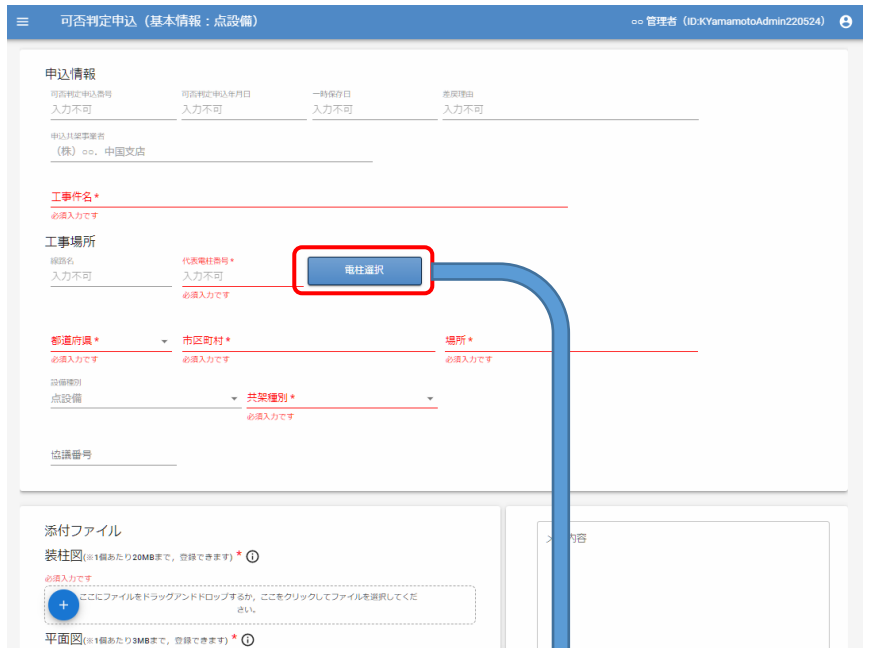 可否判定申込（基本情報：点設備）
○○ 管理者（ID:KYamamotoAdmin220524）
申込情報
可否判定申込番号 可否判定申込年月日 一時保存日 差戻理由
入力不可 入力不可 入力不可 入力不可
申込共架事業者
（株）○○．中国支店
工事件名 *
必須入力です
工事場所
線路名 代表電柱番号 *
入力不可 入力不可 電柱選択
必須入力です
都道府県 * 市区町村 * 場所 *
必須入力です 必須入力です 必須入力です
設備種別
点設備 共架種別 *
必須入力です
協議番号
添付ファイル
装柱図(※1個あたり20MBまで，登録できます) *
必須入力です
ここにファイルをドラッグアンドドロップするか，ここをクリックしてファイルを選択してくだ
さい。
平面図(※1個あたり3MBまで，登録できます) *
内容